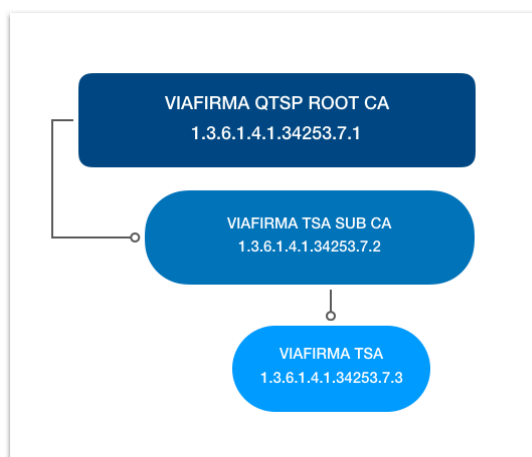 VIAFIRMA QTSP ROOT CA
1.3.6.1.4.1.34253.7.1
VIAFIRMA TSA SUB CA
1.3.6.1.4.1.34253.7.2
VIAFIRMA TSA
1.3.6.1.4.1.34253.7.3